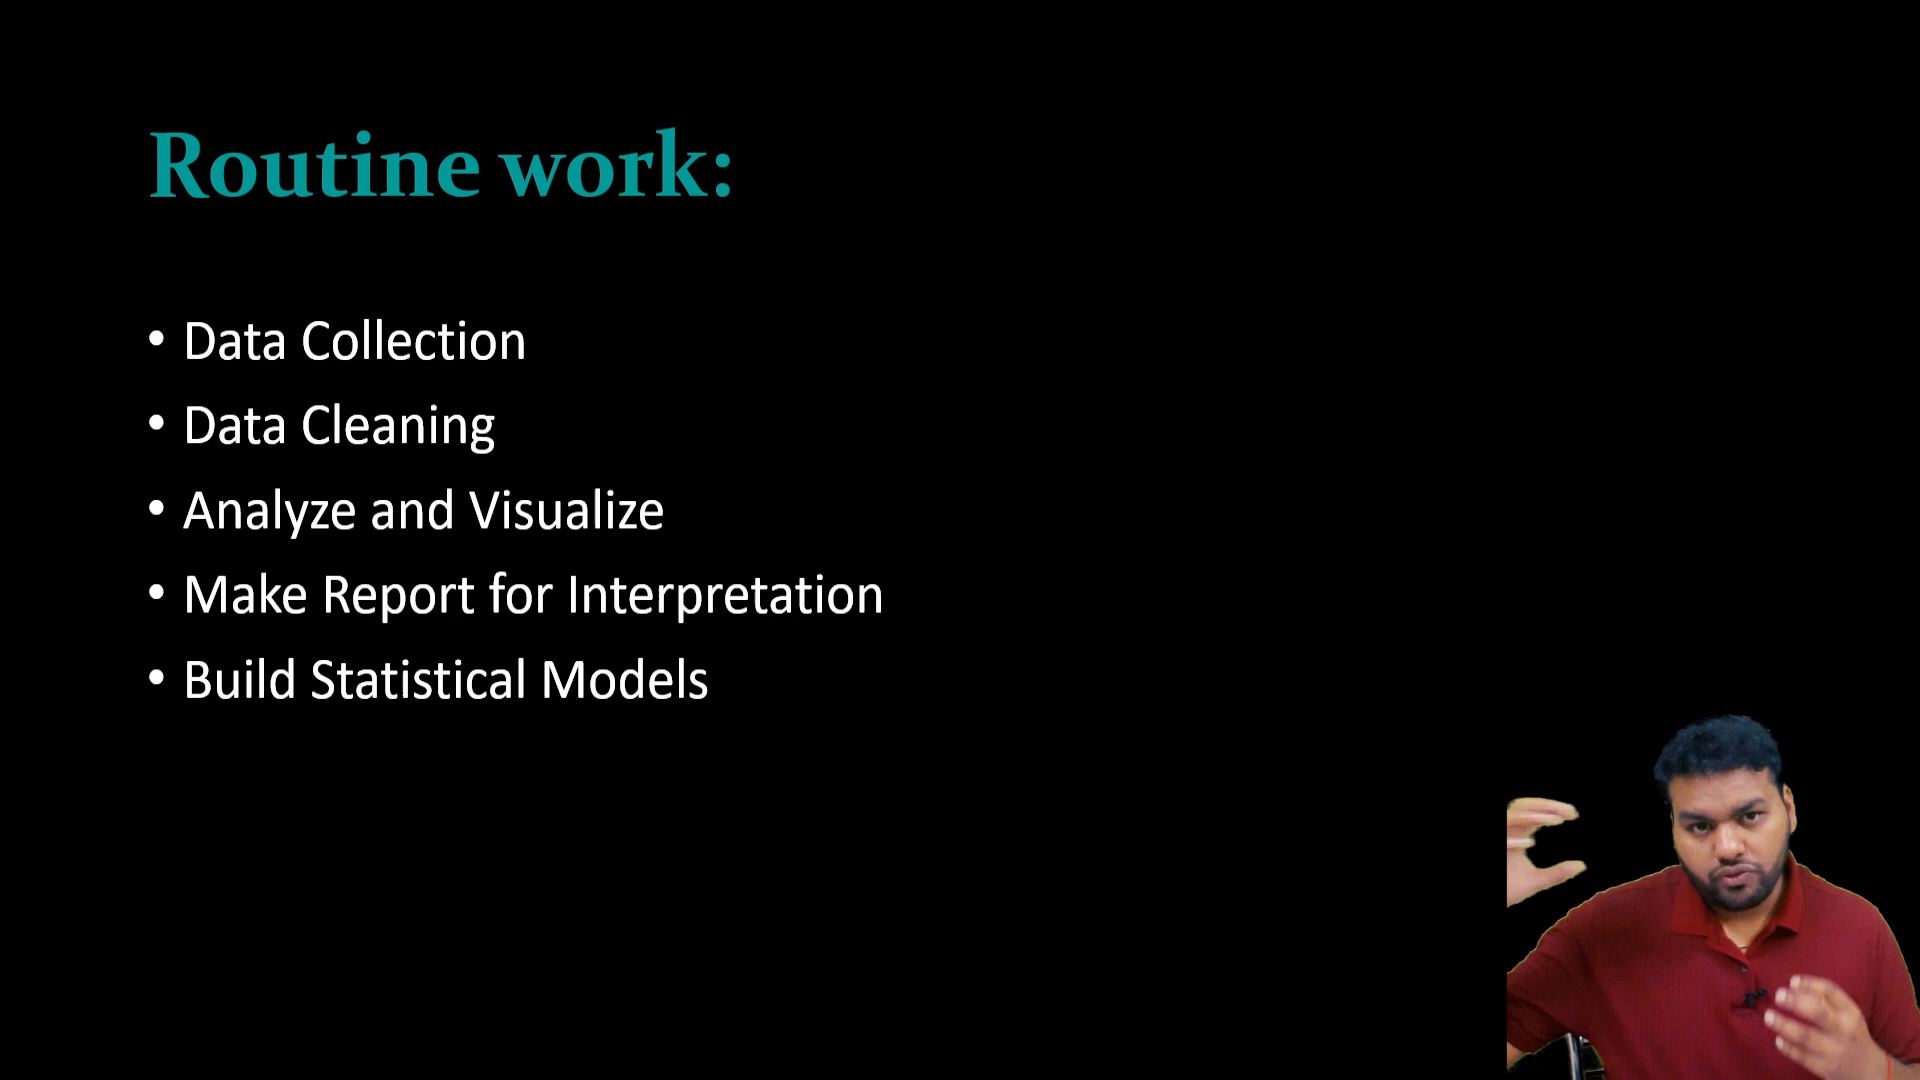 Routine work:
• Data Collection
• Data Cleaning
• Analyze and Visualize
• Make Report for Interpretation
• Build Statistical Models